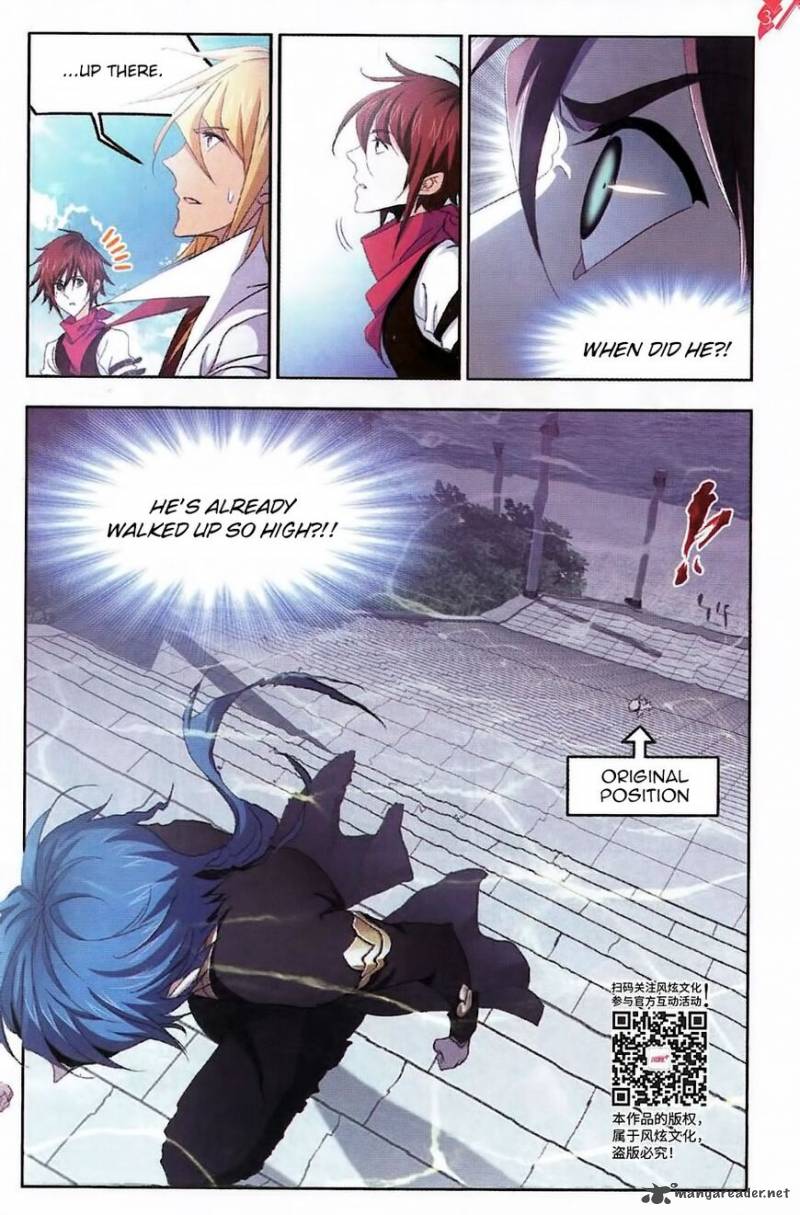 3
...UP THERE.
WHEN DID HE?!
HE'S ALREADY
WALKED UP SO HIGH?!!
ORIGINAL
POSITION
扫码关注风炫文化
参与官方互动活动!
本作品的版权,
属于风炫文化,
盗版必究!
mangareader.net